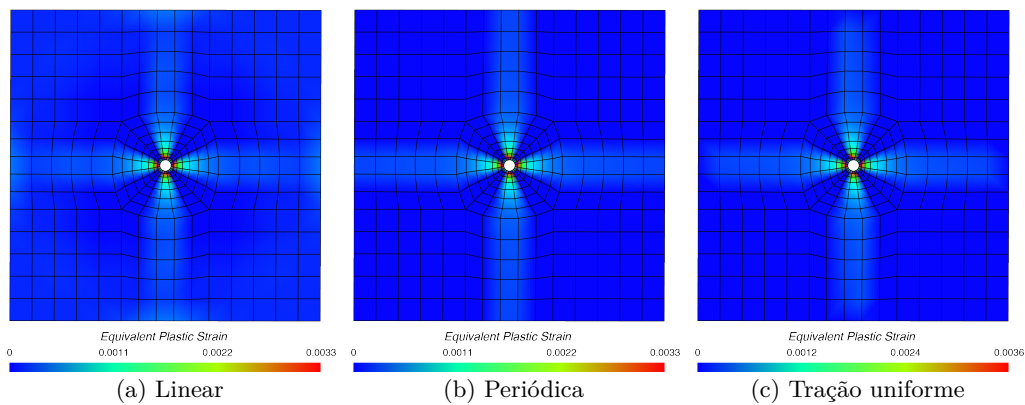 Equivalent Plastic Strain
0 0.0011 0.0022 0.0033
(a) Linear
Equivalent Plastic Strain
0 0.0011 0.0022 0.0033
(b) Periódica
Equivalent Plastic Strain
0 0.0012 0.0024 0.0036
(c) Tração uniforme